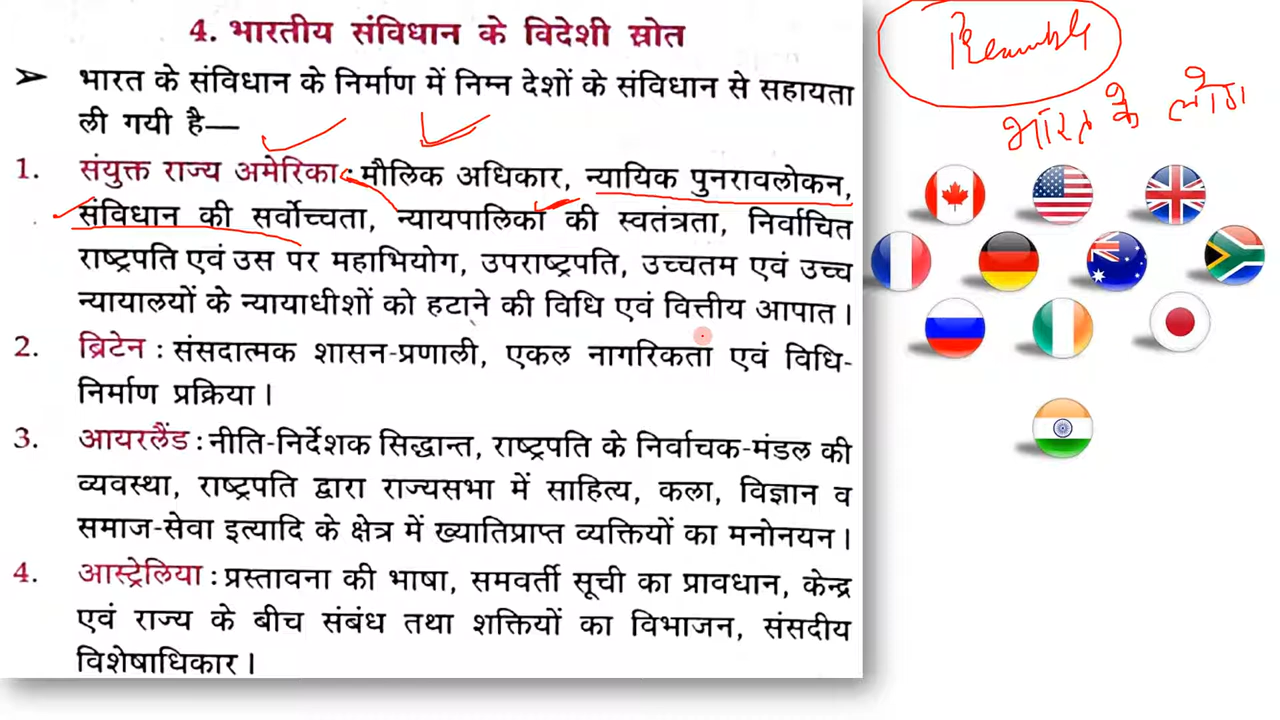 4. भारतीय संविधान के विदेशी स्रोत
➤ भारत के संविधान के निर्माण में निम्न देशों के संविधान से सहायता
ली गयी है—
1. संयुक्त राज्य अमेरिका : मौलिक अधिकार, न्यायिक पुनरावलोकन,
संविधान की सर्वोच्चता, न्यायपालिका की स्वतंत्रता, निर्वाचित
राष्ट्रपति एवं उस पर महाभियोग, उपराष्ट्रपति, उच्चतम एवं उच्च
न्यायालयों के न्यायाधीशों को हटाने की विधि एवं वित्तीय आपात।
2. ब्रिटेन : संसदात्मक शासन-प्रणाली, एकल नागरिकता एवं विधि-
निर्माण प्रक्रिया।
3. आयरलैंड : नीति-निर्देशक सिद्धान्त, राष्ट्रपति के निर्वाचक-मंडल की
व्यवस्था, राष्ट्रपति द्वारा राज्यसभा में साहित्य, कला, विज्ञान व
समाज-सेवा इत्यादि के क्षेत्र में ख्यातिप्राप्त व्यक्तियों का मनोनयन।
4. आस्ट्रेलिया : प्रस्तावना की भाषा, समवर्ती सूची का प्रावधान, केन्द्र
एवं राज्य के बीच संबंध तथा शक्तियों का विभाजन, संसदीय
विशेषाधिकार।
Preamble
भारत के लोग